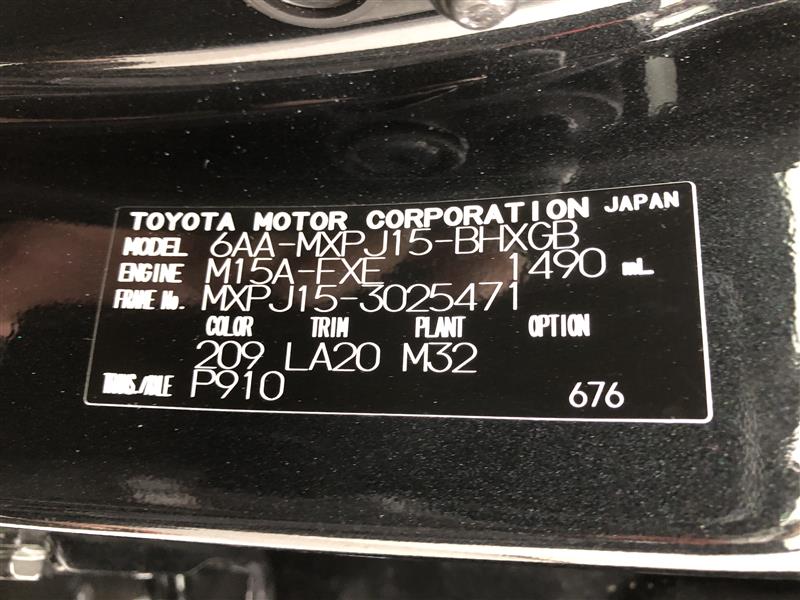 TOYOTA MOTOR CORPORATION JAPAN
MODEL 6AA-MXPJ15-BHXGB
ENGINE M15A-FXE 1490 mL
FRAME No. MXPJ15-3025471
COLOR TRIM PLANT OPTION
209 LA20 M32
TRANS./AXLE P910 676